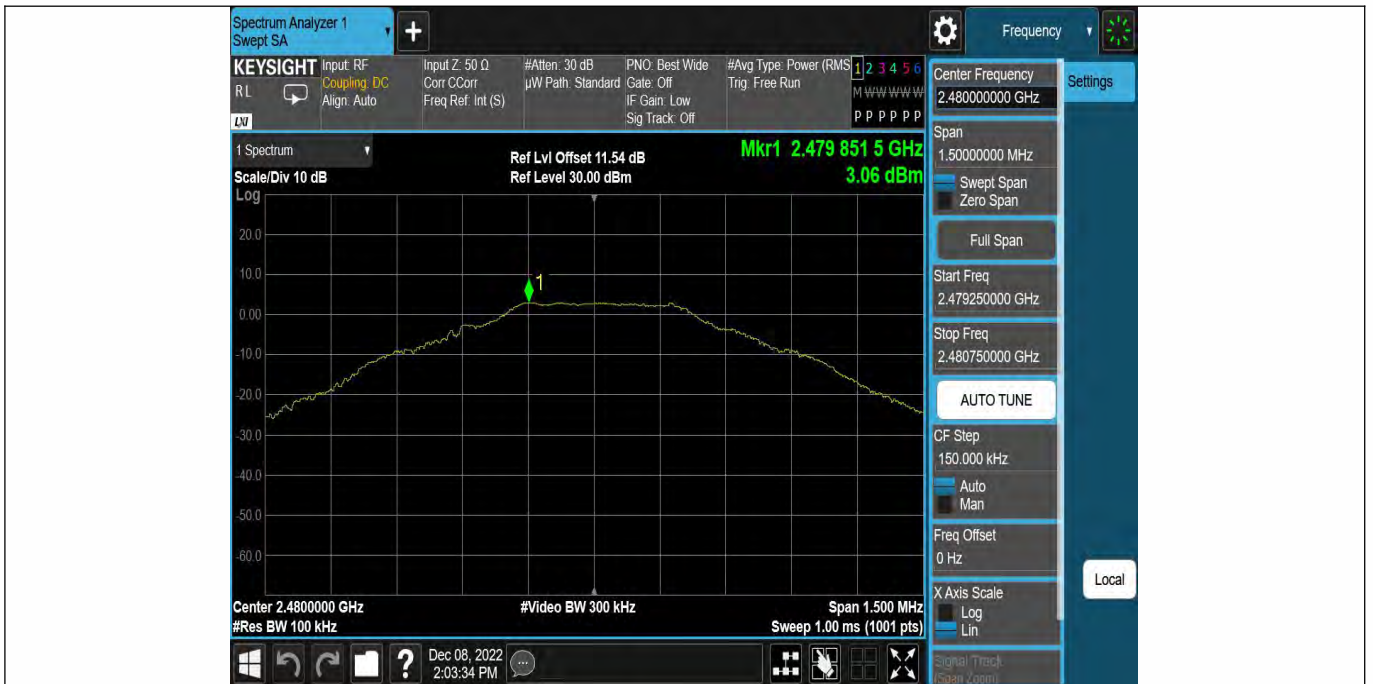 Spectrum Analyzer 1
Swept SA
+
Frequency
KEYSIGHT
RL
LXI
Input: RF
Coupling: DC
Align: Auto
Input Z: 50 Ω
Corr CCorr
Freq Ref: Int (S)
#Atten: 30 dB
µW Path: Standard
PNO: Best Wide
Gate: Off
IF Gain: Low
Sig Track: Off
#Avg Type: Power (RMS
Trig: Free Run
1 2 3 4 5 6
M W W W W W
P P P P P P
1 Spectrum
Scale/Div 10 dB
Log
Ref Lvl Offset 11.54 dB
Ref Level 30.00 dBm
Mkr1 2.479 851 5 GHz
3.06 dBm
20.0
10.0
0.00
-10.0
-20.0
-30.0
-40.0
-50.0
-60.0
1
Center 2.4800000 GHz
#Res BW 100 kHz
#Video BW 300 kHz
Span 1.500 MHz
Sweep 1.00 ms (1001 pts)
Center Frequency
2.480000000 GHz
Settings
Span
1.50000000 MHz
Swept Span
Zero Span
Full Span
Start Freq
2.479250000 GHz
Stop Freq
2.480750000 GHz
AUTO TUNE
CF Step
150.000 kHz
Auto
Man
Freq Offset
0 Hz
X Axis Scale
Log
Lin
Signal Track
(Span Zoom)
Local
?
Dec 08, 2022
2:03:34 PM